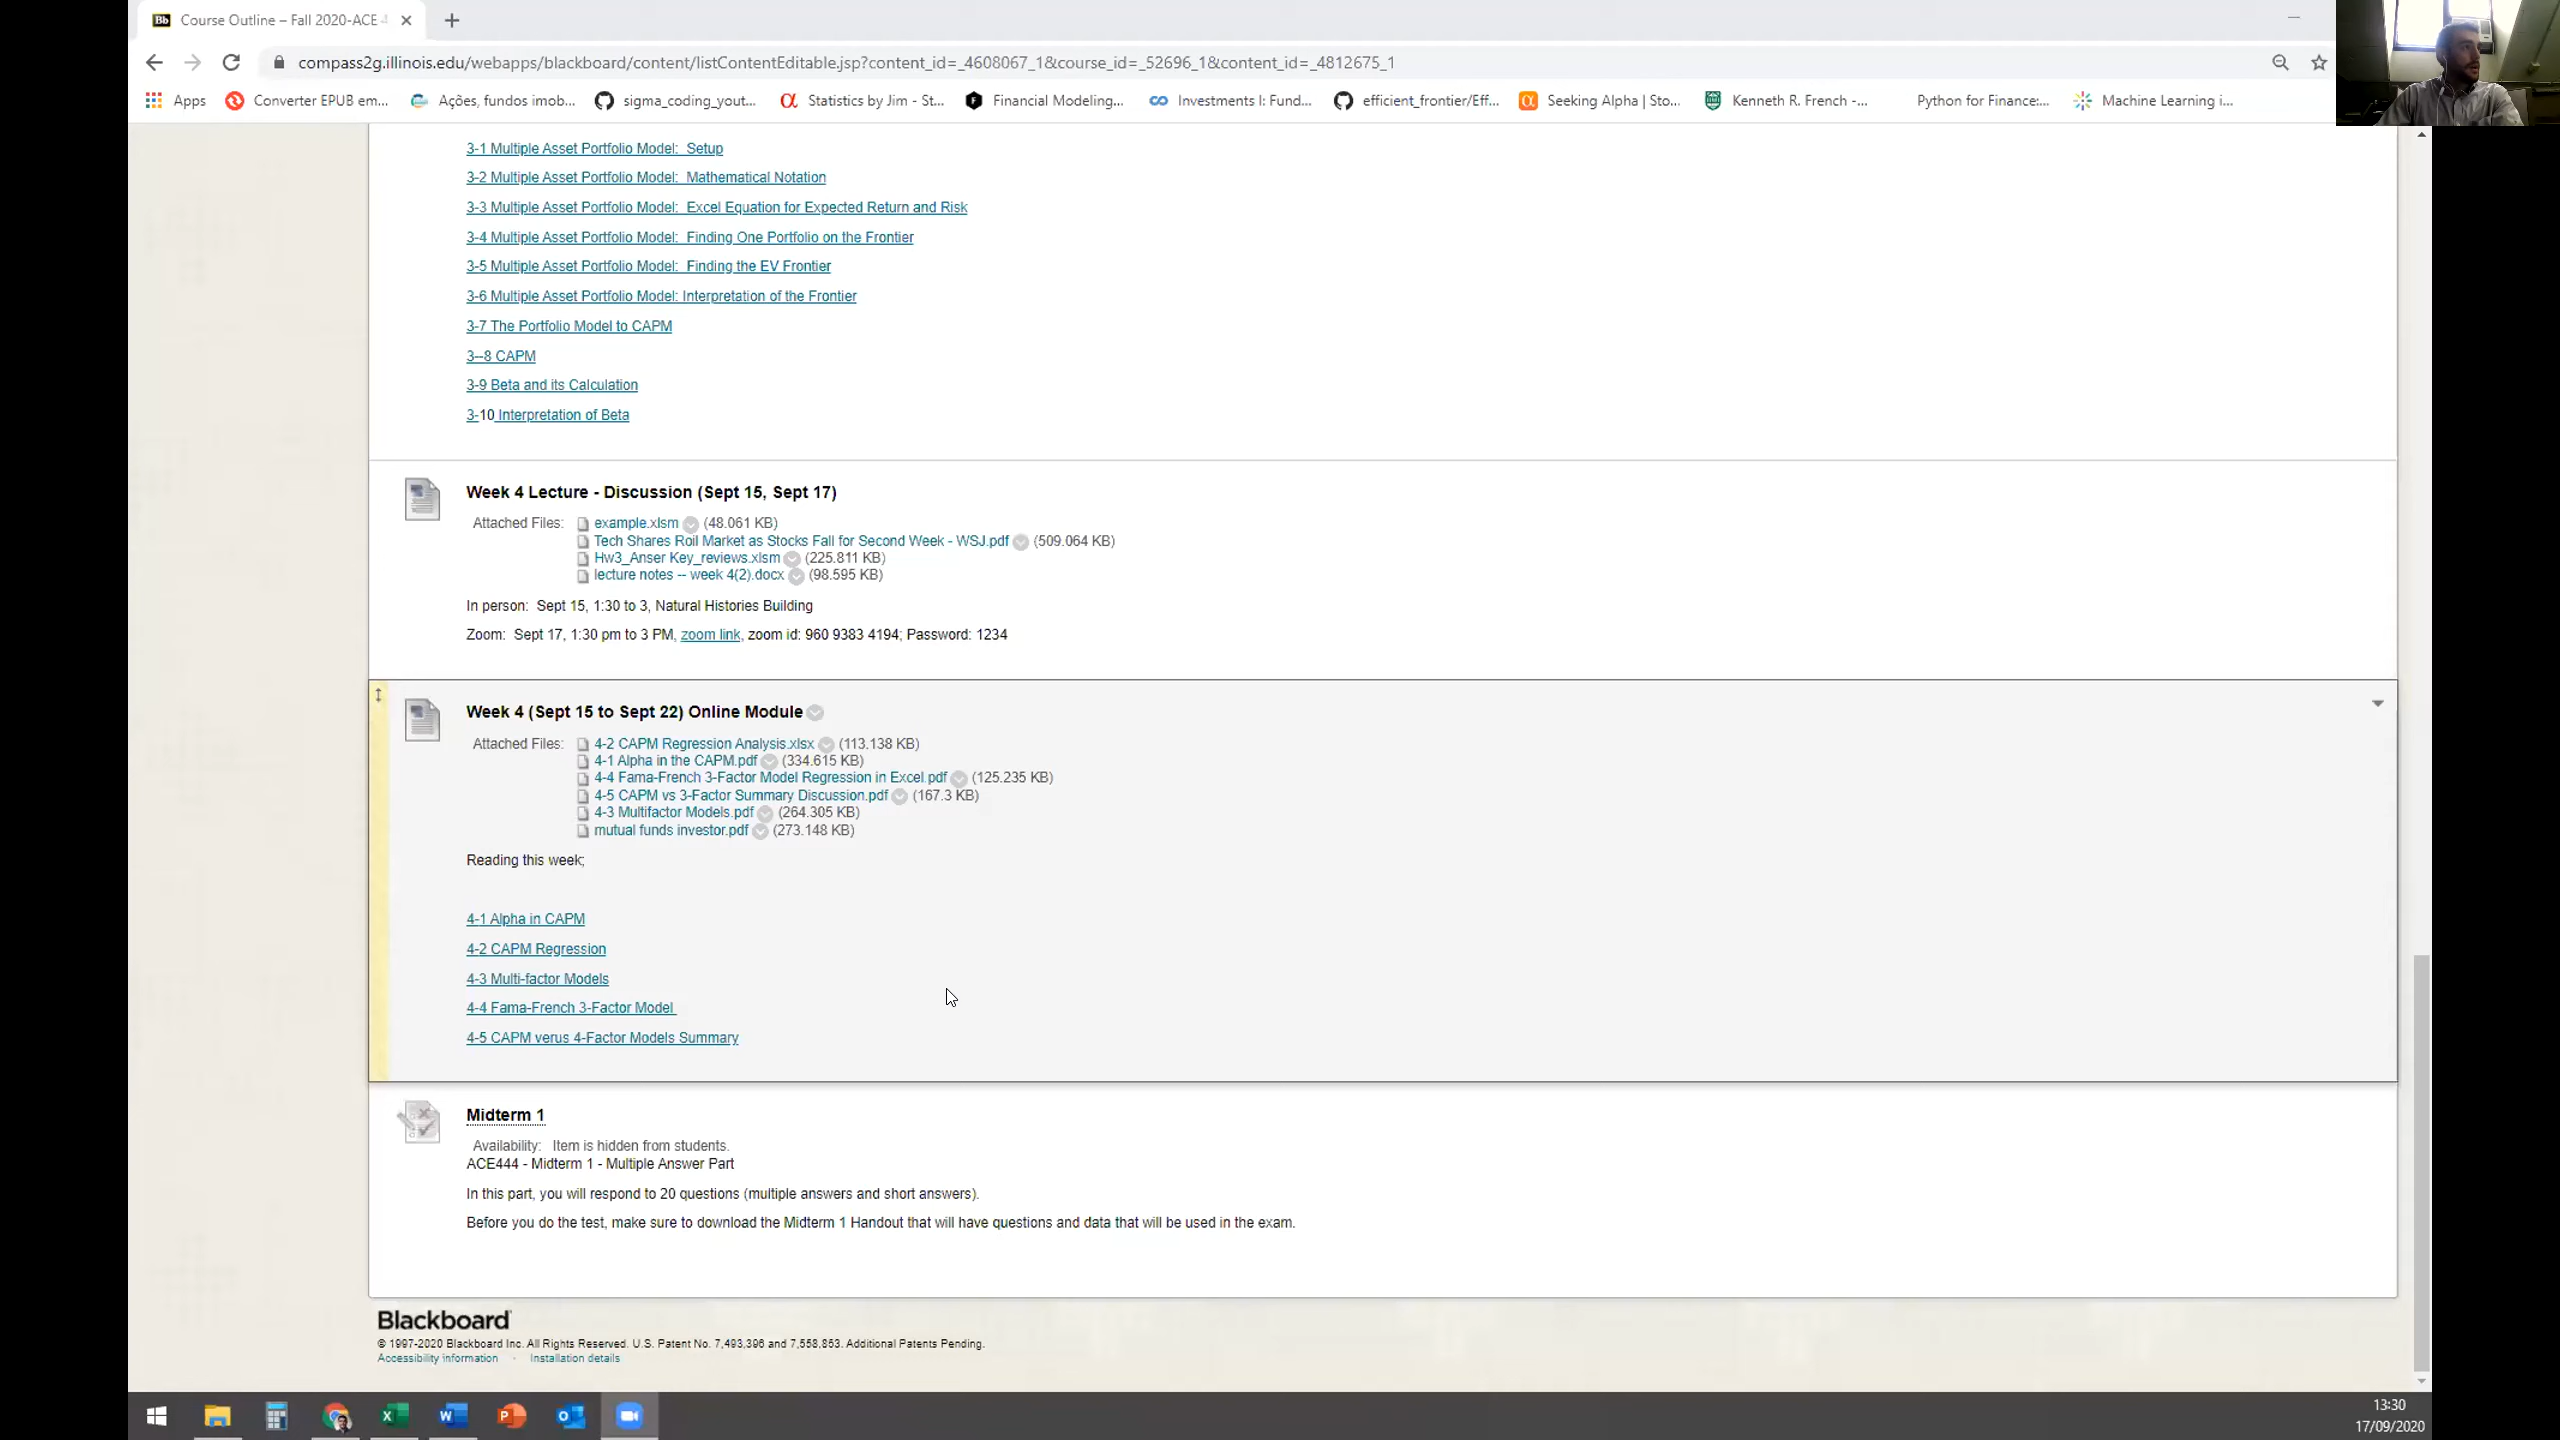 Bb Course Outline – Fall 2020-ACE 4
compass2g.illinois.edu/webapps/blackboard/content/listContentEditable.jsp?content_id=_4608067_1&course_id=_52696_1&content_id=_4812675_1
Apps Converter EPUB em... Ações, fundos imob... sigma_coding_yout... Statistics by Jim - St... Financial Modeling... Investments I: Fund... efficient_frontier/Eff... Seeking Alpha | Sto... Kenneth R. French -... Python for Finance:... Machine Learning i...
3-1 Multiple Asset Portfolio Model: Setup
3-2 Multiple Asset Portfolio Model: Mathematical Notation
3-3 Multiple Asset Portfolio Model: Excel Equation for Expected Return and Risk
3-4 Multiple Asset Portfolio Model: Finding One Portfolio on the Frontier
3-5 Multiple Asset Portfolio Model: Finding the EV Frontier
3-6 Multiple Asset Portfolio Model: Interpretation of the Frontier
3-7 The Portfolio Model to CAPM
3--8 CAPM
3-9 Beta and its Calculation
3-10 Interpretation of Beta
Week 4 Lecture - Discussion (Sept 15, Sept 17)
Attached Files: example.xlsm (48.061 KB)
Tech Shares Roil Market as Stocks Fall for Second Week - WSJ.pdf (509.064 KB)
Hw3_Anser Key_reviews.xlsm (225.811 KB)
lecture notes -- week 4(2).docx (98.595 KB)
In person: Sept 15, 1:30 to 3, Natural Histories Building
Zoom: Sept 17, 1:30 pm to 3 PM, zoom link, zoom id: 960 9383 4194; Password: 1234
Week 4 (Sept 15 to Sept 22) Online Module
Attached Files: 4-2 CAPM Regression Analysis.xlsx (113.138 KB)
4-1 Alpha in the CAPM.pdf (334.615 KB)
4-4 Fama-French 3-Factor Model Regression in Excel.pdf (125.235 KB)
4-5 CAPM vs 3-Factor Summary Discussion.pdf (167.3 KB)
4-3 Multifactor Models.pdf (264.305 KB)
mutual funds investor.pdf (273.148 KB)
Reading this week;
4-1 Alpha in CAPM
4-2 CAPM Regression
4-3 Multi-factor Models
4-4 Fama-French 3-Factor Model
4-5 CAPM verus 4-Factor Models Summary
Midterm 1
Availability: Item is hidden from students.
ACE444 - Midterm 1 - Multiple Answer Part
In this part, you will respond to 20 questions (multiple answers and short answers).
Before you do the test, make sure to download the Midterm 1 Handout that will have questions and data that will be used in the exam.
Blackboard
© 1997-2020 Blackboard Inc. All Rights Reserved. U.S. Patent No. 7,493,396 and 7,558,853. Additional Patents Pending.
Accessibility information · Installation details
13:30
17/09/2020